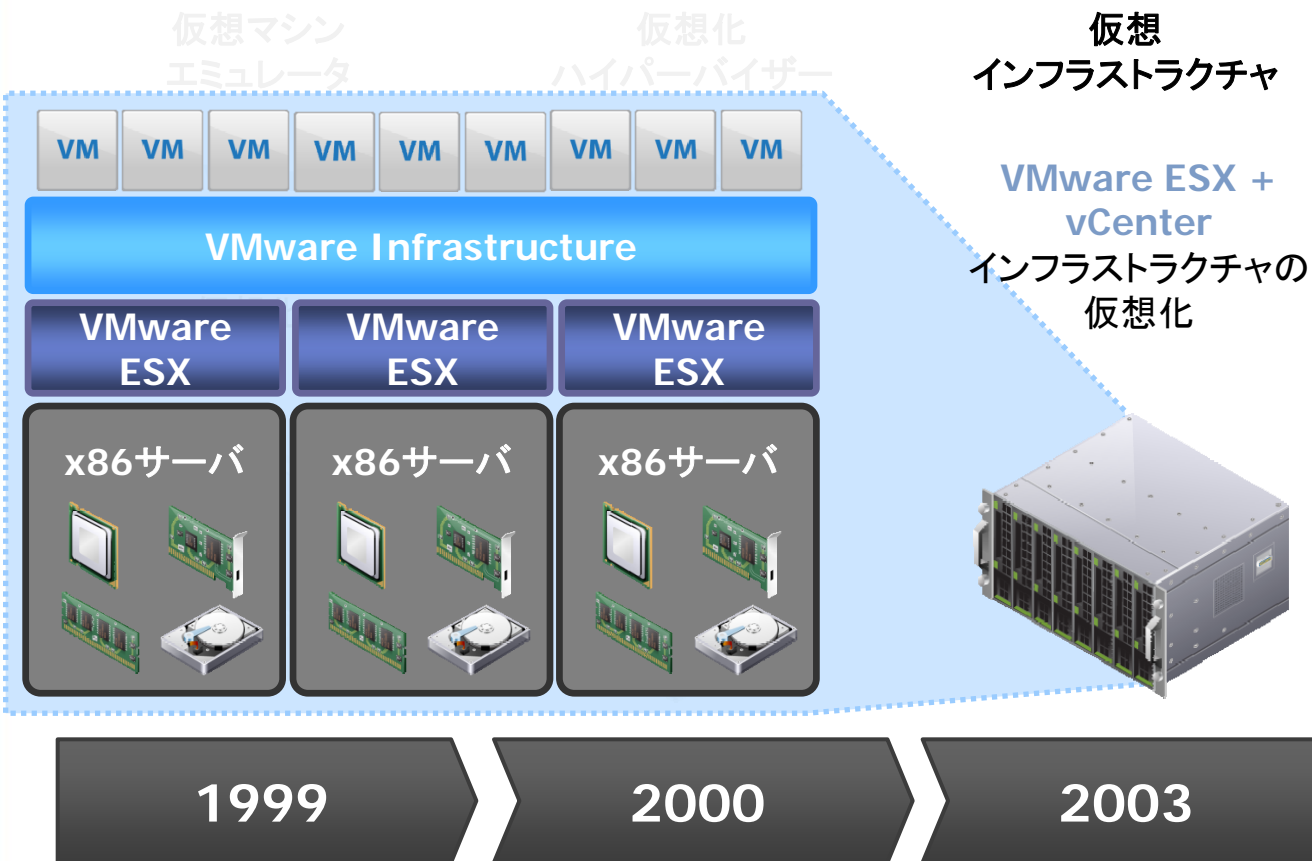 仮想マシン
エミュレータ
仮想化
ハイパーバイザー
仮想
インフラストラクチャ
VM VM VM VM VM VM VM VM VM
VMware Infrastructure
VMware
ESX
VMware
ESX
VMware
ESX
x86サーバ
x86サーバ
x86サーバ
VMware ESX +
vCenter
インフラストラクチャの
仮想化
1999
2000
2003